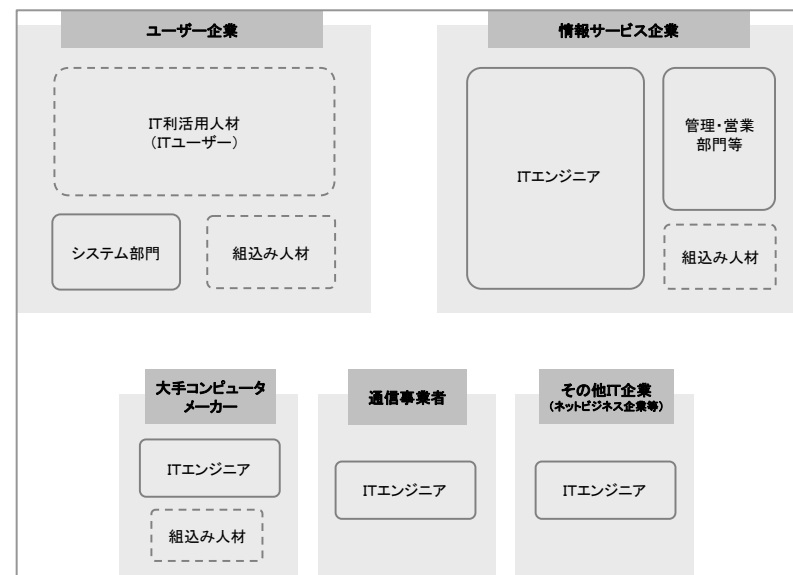 ユーザー企業
IT利活用人材
（ITユーザー）
システム部門
組込み人材
情報サービス企業
ITエンジニア
管理・営業
部門等
組込み人材
大手コンピュータ
メーカー
ITエンジニア
組込み人材
通信事業者
ITエンジニア
その他IT企業
（ネットビジネス企業等）
ITエンジニア